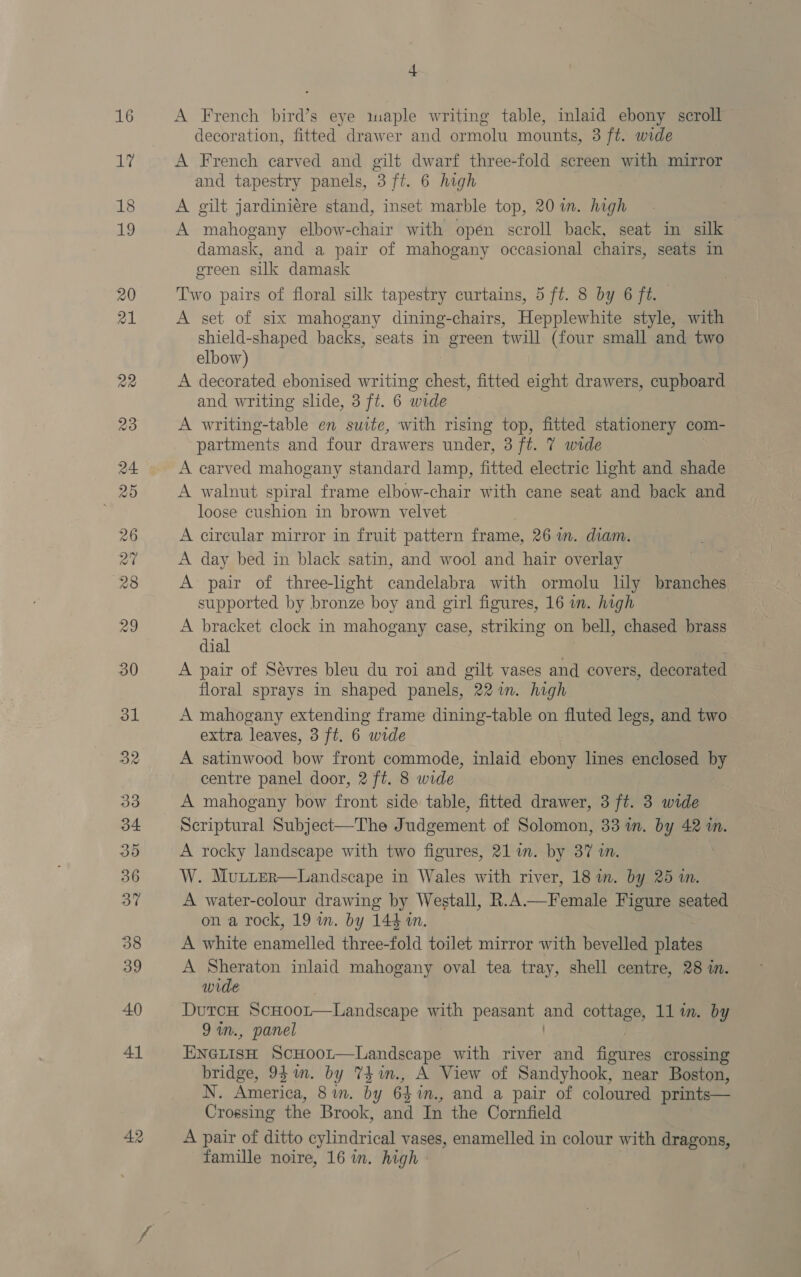 4
16 A French bird's eye maple writing table, inlaid ebony scroll
decoration, fitted drawer and ormolu mounts, 3 ft. wide
17 A French carved and gilt dwarf three-fold screen with mirror
and tapestry panels, 3 ft. 6 high
18 A gilt jardiniére stand, inset marble top, 20 in. high
19 A mahogany elbow-chair with open scroll back, seat in silk
damask, and a pair of mahogany occasional chairs, seats in
green silk damask
20 Two pairs of floral silk tapestry curtains, 5 ft. 8 by 6 ft.
21 A set of six mahogany dining-chairs, Hepplewhite style, with
shield-shaped backs, seats in green twill (four small and two
elbow)
22 A decorated ebonised writing chest, fitted eight drawers, cupboard
and writing slide, 3 ft. 6 wide
23 A writing-table en suite, with rising top, fitted stationery com-
partments and four drawers under, 3 ft. 7 wide
24 A carved mahogany standard lamp, fitted electric light and shade
25 A walnut spiral frame elbow-chair with cane seat and back and
loose cushion in brown velvet
26 A circular mirror in fruit pattern frame, 26 in. diam.
27 A day bed in black satin, and wool and hair overlay
28 A pair of three-light candelabra with ormolu lily branches
supported by bronze boy and girl figures, 16 in. high
29 A bracket clock in mahogany case, striking on bell, chased brass
dial
30 A pair of Sévres bleu du roi and gilt vases and covers, decorated
floral sprays in shaped panels, 22 in. high
31 A mahogany extending frame dining-table on fluted legs, and two
extra leaves, 3 ft. 6 wide
32 A satinwood bow front commode, inlaid ebony lines enclosed by
centre panel door, 2 ft. 8 wide
33 A mahogany bow front side table, fitted drawer, 3 ft. 3 wide
34 Scriptural Subject—The Judgement of Solomon, 33 in. by 42 in.
35 A rocky landscape with two figures, 21 in. by 37 in.
36 W. MULLER—Landscape in Wales with river, 18 in. by 25 in.
37 A water-colour drawing by Westall, R.A.—Female Figure seated
on a rock, 19 in. by 14½ in.
38 A white enamelled three-fold toilet mirror with bevelled plates
39 A Sheraton inlaid mahogany oval tea tray, shell centre, 28 in.
wide
40 DUTCH SCHOOL—Landscape with peasant and cottage, 11 in. by
9 in., panel
41 ENGLISH SCHOOL—Landscape with river and figures crossing
bridge, 9½ in. by 7½ in., A View of Sandyhook, near Boston,
N. America, 8 in. by 6½ in., and a pair of coloured prints—
Crossing the Brook, and In the Cornfield
42 A pair of ditto cylindrical vases, enamelled in colour with dragons,
famille noire, 16 in. high